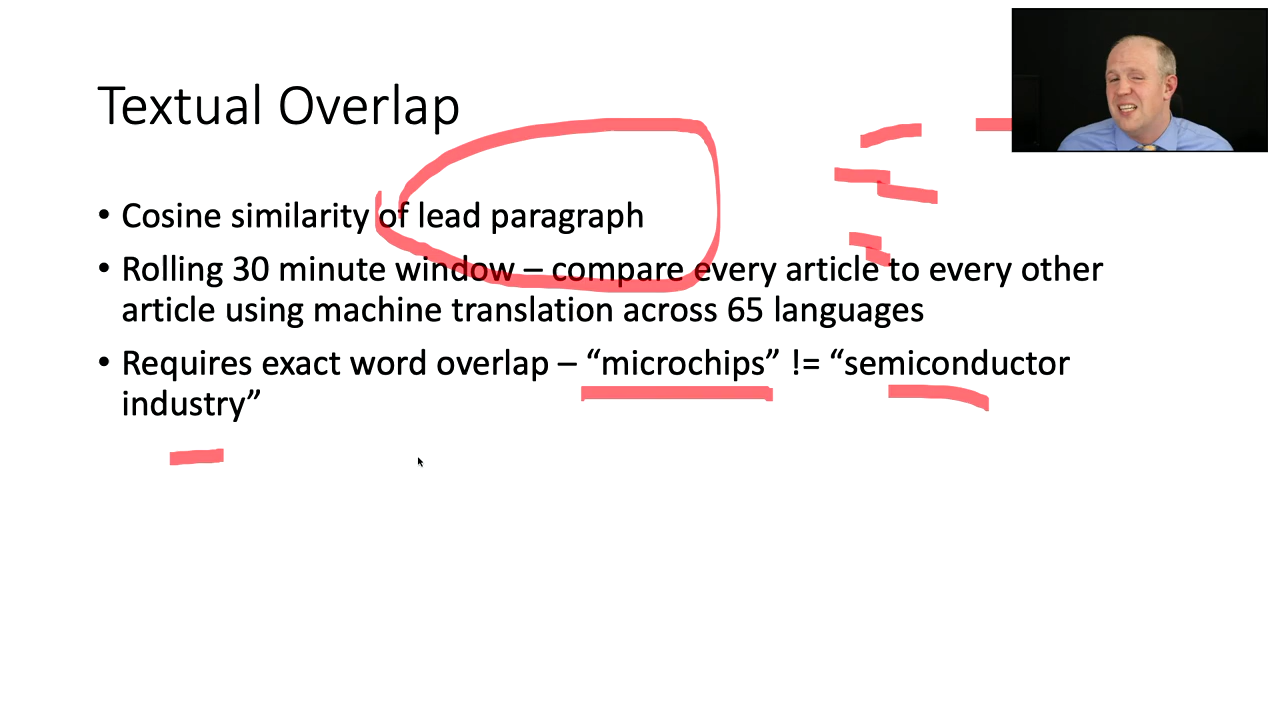 Textual Overlap
• Cosine similarity of lead paragraph
• Rolling 30 minute window – compare every article to every other
article using machine translation across 65 languages
• Requires exact word overlap – “microchips” != “semiconductor
industry”